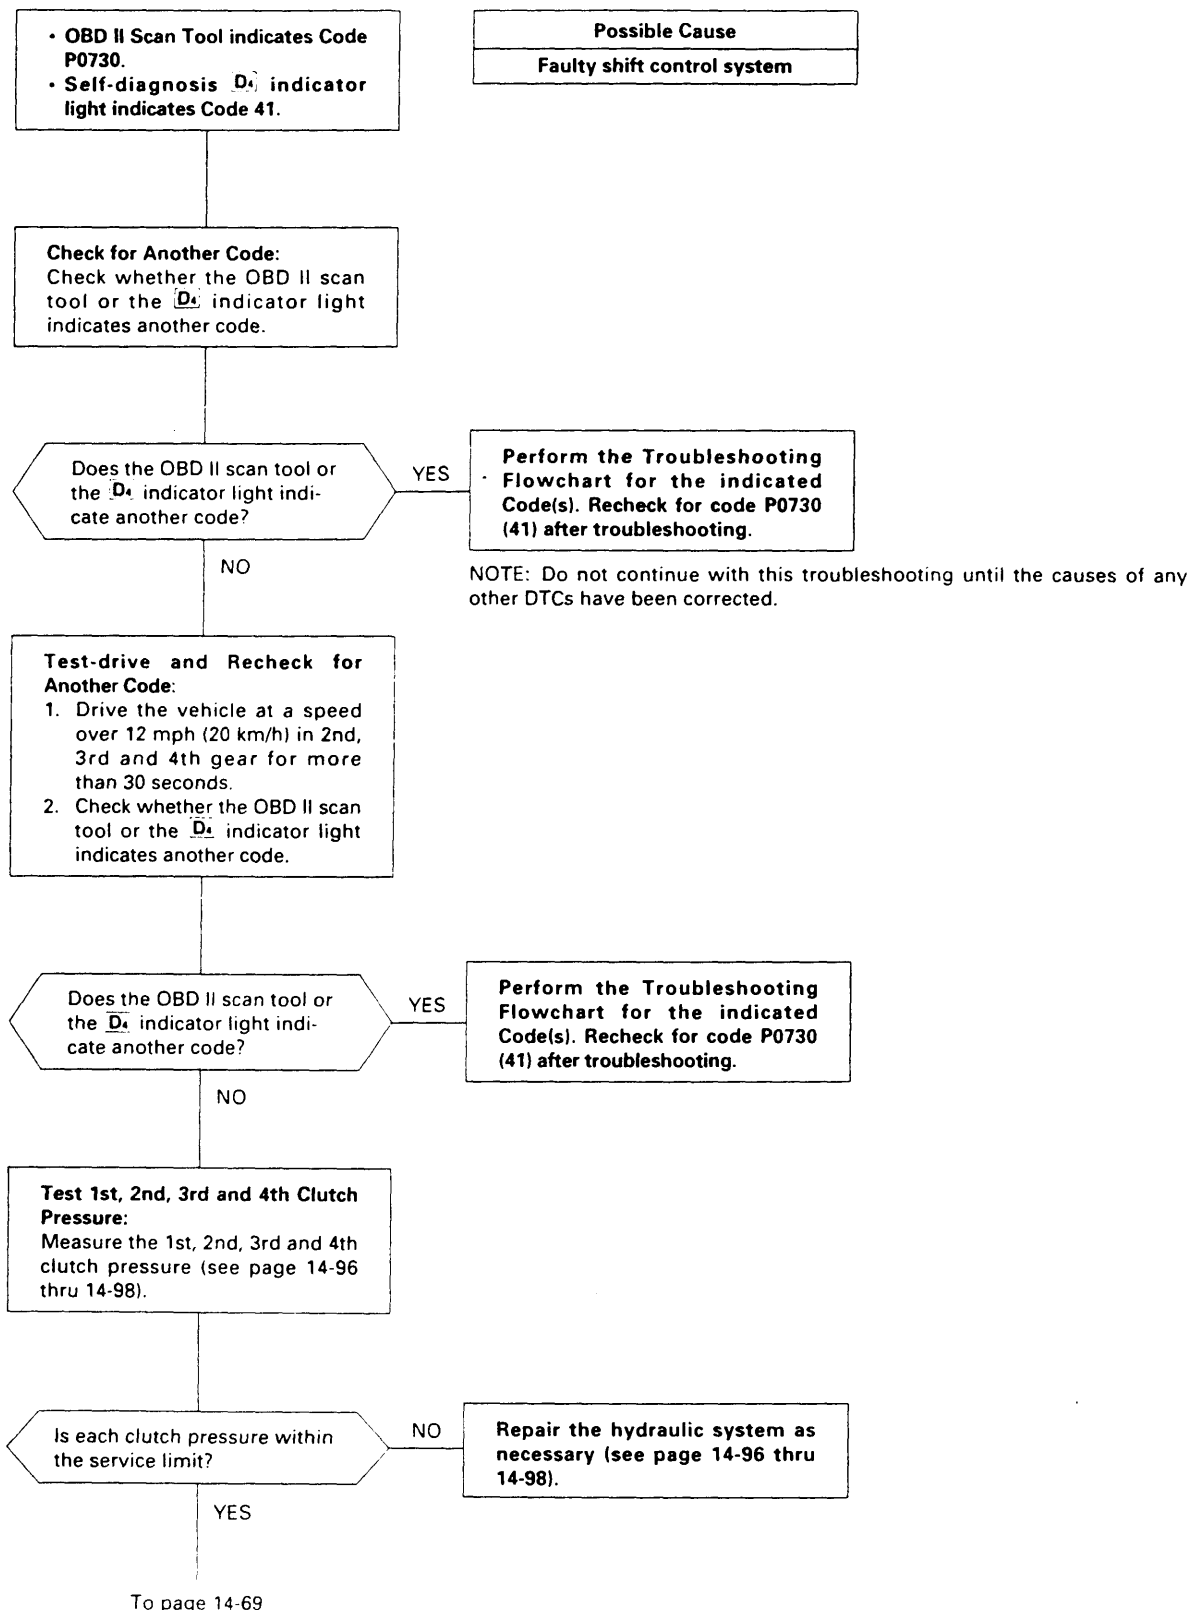 • OBD II Scan Tool indicates Code
P0730.
• Self-diagnosis D4 indicator
light indicates Code 41.
Possible Cause
Faulty shift control system
Check for Another Code:
Check whether the OBD II scan
tool or the D4 indicator light
indicates another code.
Does the OBD II scan tool or
the D4 indicator light indi-
cate another code?
YES
Perform the Troubleshooting
Flowchart for the indicated
Code(s). Recheck for code P0730
(41) after troubleshooting.
NO
NOTE: Do not continue with this troubleshooting until the causes of any
other DTCs have been corrected.
Test-drive and Recheck for
Another Code:
1. Drive the vehicle at a speed
over 12 mph (20 km/h) in 2nd,
3rd and 4th gear for more
than 30 seconds.
2. Check whether the OBD II scan
tool or the D4 indicator light
indicates another code.
Does the OBD II scan tool or
the D4 indicator light indi-
cate another code?
YES
Perform the Troubleshooting
Flowchart for the indicated
Code(s). Recheck for code P0730
(41) after troubleshooting.
NO
Test 1st, 2nd, 3rd and 4th Clutch
Pressure:
Measure the 1st, 2nd, 3rd and 4th
clutch pressure (see page 14-96
thru 14-98).
Is each clutch pressure within
the service limit?
NO
Repair the hydraulic system as
necessary (see page 14-96 thru
14-98).
YES
To page 14-69